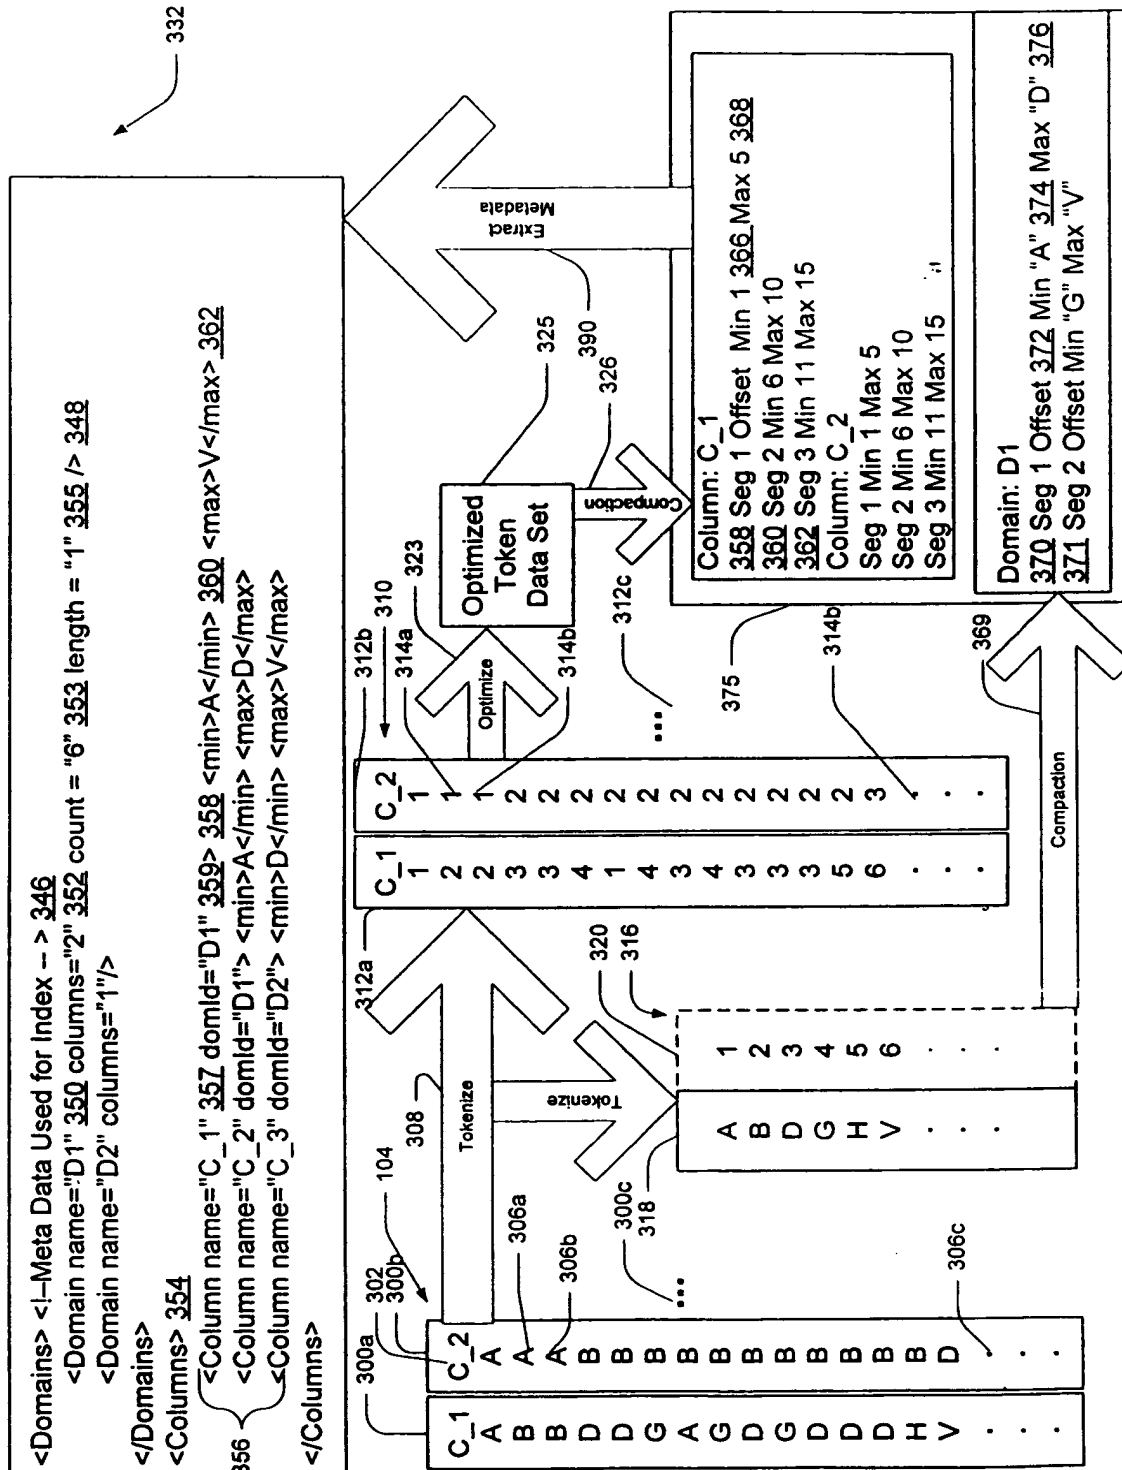 332
<Domains> <!–Meta Data Used for Index -- > 346
<Domain name="D1" 350 columns="2" 352 count = "6" 353 length = "1" 355 /> 348
<Domain name="D2" columns="1"/>
</Domains>
<Columns> 354
<Column name="C_1" 357 domId="D1" 359> 358 <min>A</min> 360 <max>V</max> 362
<Column name="C_2" domId="D1"> <min>A</min> <max>D</max>
<Column name="C_3" domId="D2"> <min>D</min> <max>V</max>
356
</Columns>
300a
302
300b
104
C_1
A
B
B
D
D
G
A
G
D
G
D
D
D
H
V
.
.
.
C_2
A
A
A
B
B
B
B
B
B
B
B
B
B
B
D
.
.
.
306a
306b
306c
...
300c
308
Tokenize
Tokenize
318
A
B
D
G
H
V
.
.
.
320
316
1
2
3
4
5
6
.
.
.
312a
C_1
1
2
2
3
3
4
1
4
3
4
3
3
3
5
6
.
.
.
312b
310
C_2
1
1
1
2
2
2
2
2
2
2
2
2
2
2
3
.
.
.
314a
314b
314b
...
312c
323
Optimize
Optimized
Token
Data Set
325
326
Compaction
390
Extract
Metadata
369
Compaction
375
Column: C_1
358 Seg 1 Offset Min 1 366 Max 5 368
360 Seg 2 Min 6 Max 10
362 Seg 3 Min 11 Max 15
Column: C_2
Seg 1 Min 1 Max 5
Seg 2 Min 6 Max 10
Seg 3 Min 11 Max 15
Domain: D1
370 Seg 1 Offset 372 Min "A" 374 Max "D" 376
371 Seg 2 Offset Min "G" Max "V"